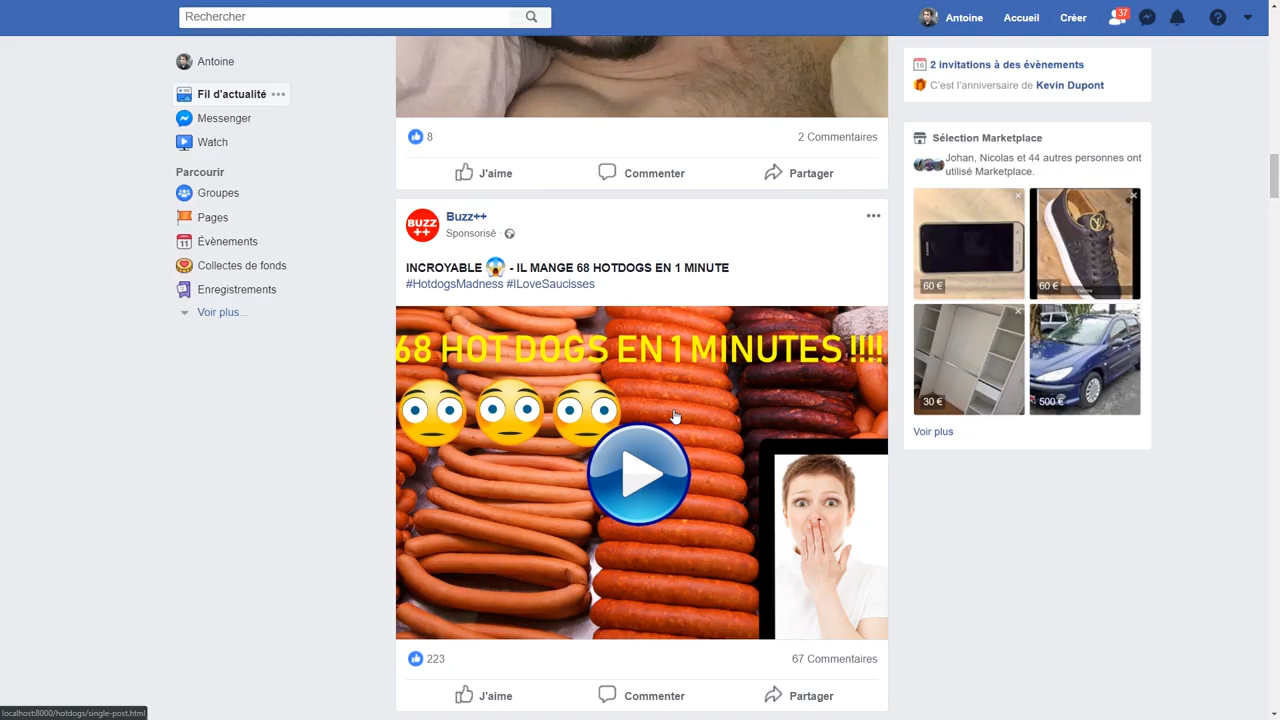 Rechercher
Antoine
Accueil
Créer
37
Antoine
Fil d'actualité
Messenger
Watch
Parcourir
Groupes
Pages
11
Évènements
Collectes de fonds
Enregistrements
Voir plus...
8
2 Commentaires
J'aime
Commenter
Partager
BUZZ
++
Buzz++
Sponsorisé ·
INCROYABLE 😱 - IL MANGE 68 HOTDOGS EN 1 MINUTE
#HotdogsMadness #ILoveSaucisses
68 HOT DOGS EN 1 MINUTES !!!!
223
67 Commentaires
J'aime
Commenter
Partager
16
2 invitations à des évènements
C'est l'anniversaire de Kevin Dupont
Sélection Marketplace
Johan, Nicolas et 44 autres personnes ont
utilisé Marketplace.
60 €
60 €
30 €
500 €
Voir plus
localhost:8000/hotdogs/single-post.html